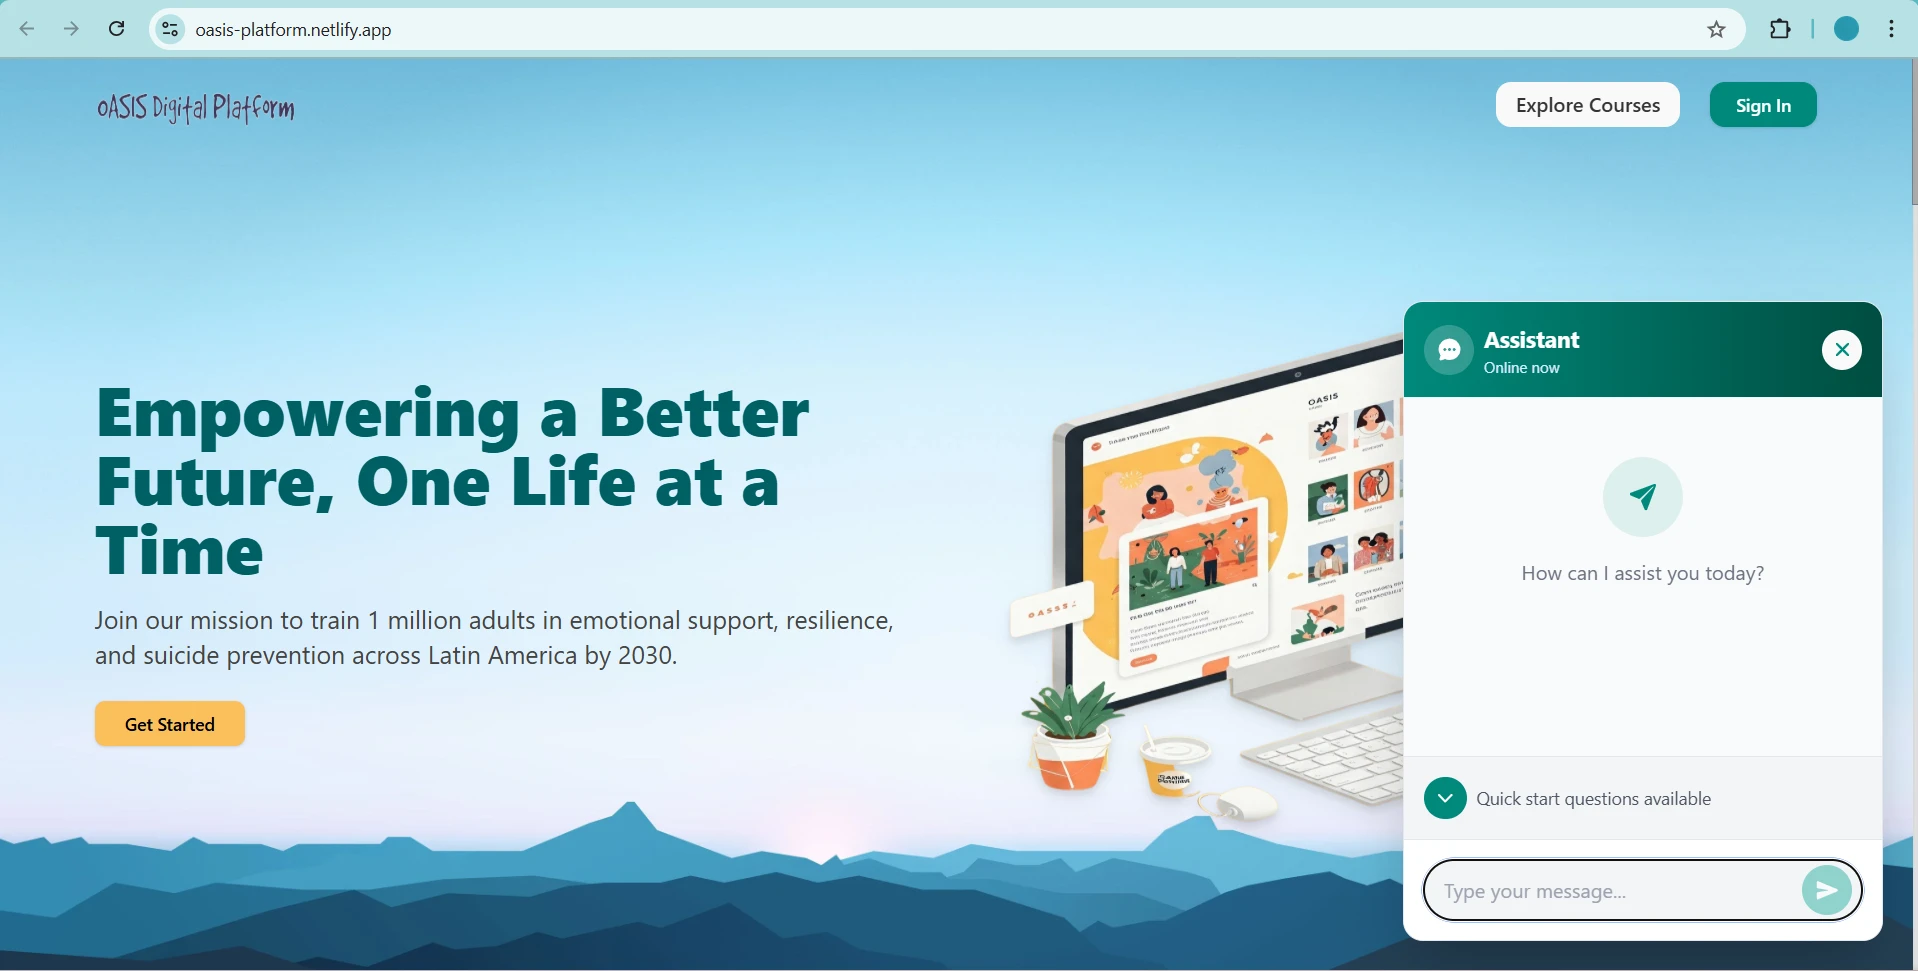 oasis-platform.netlify.app
oASIS Digital Platform
Explore Courses
Sign In
Empowering a Better
Future, One Life at a
Time
Join our mission to train 1 million adults in emotional support, resilience,
and suicide prevention across Latin America by 2030.
Get Started
OASIS
Assistant
Online now
How can I assist you today?
Quick start questions available
Type your message...